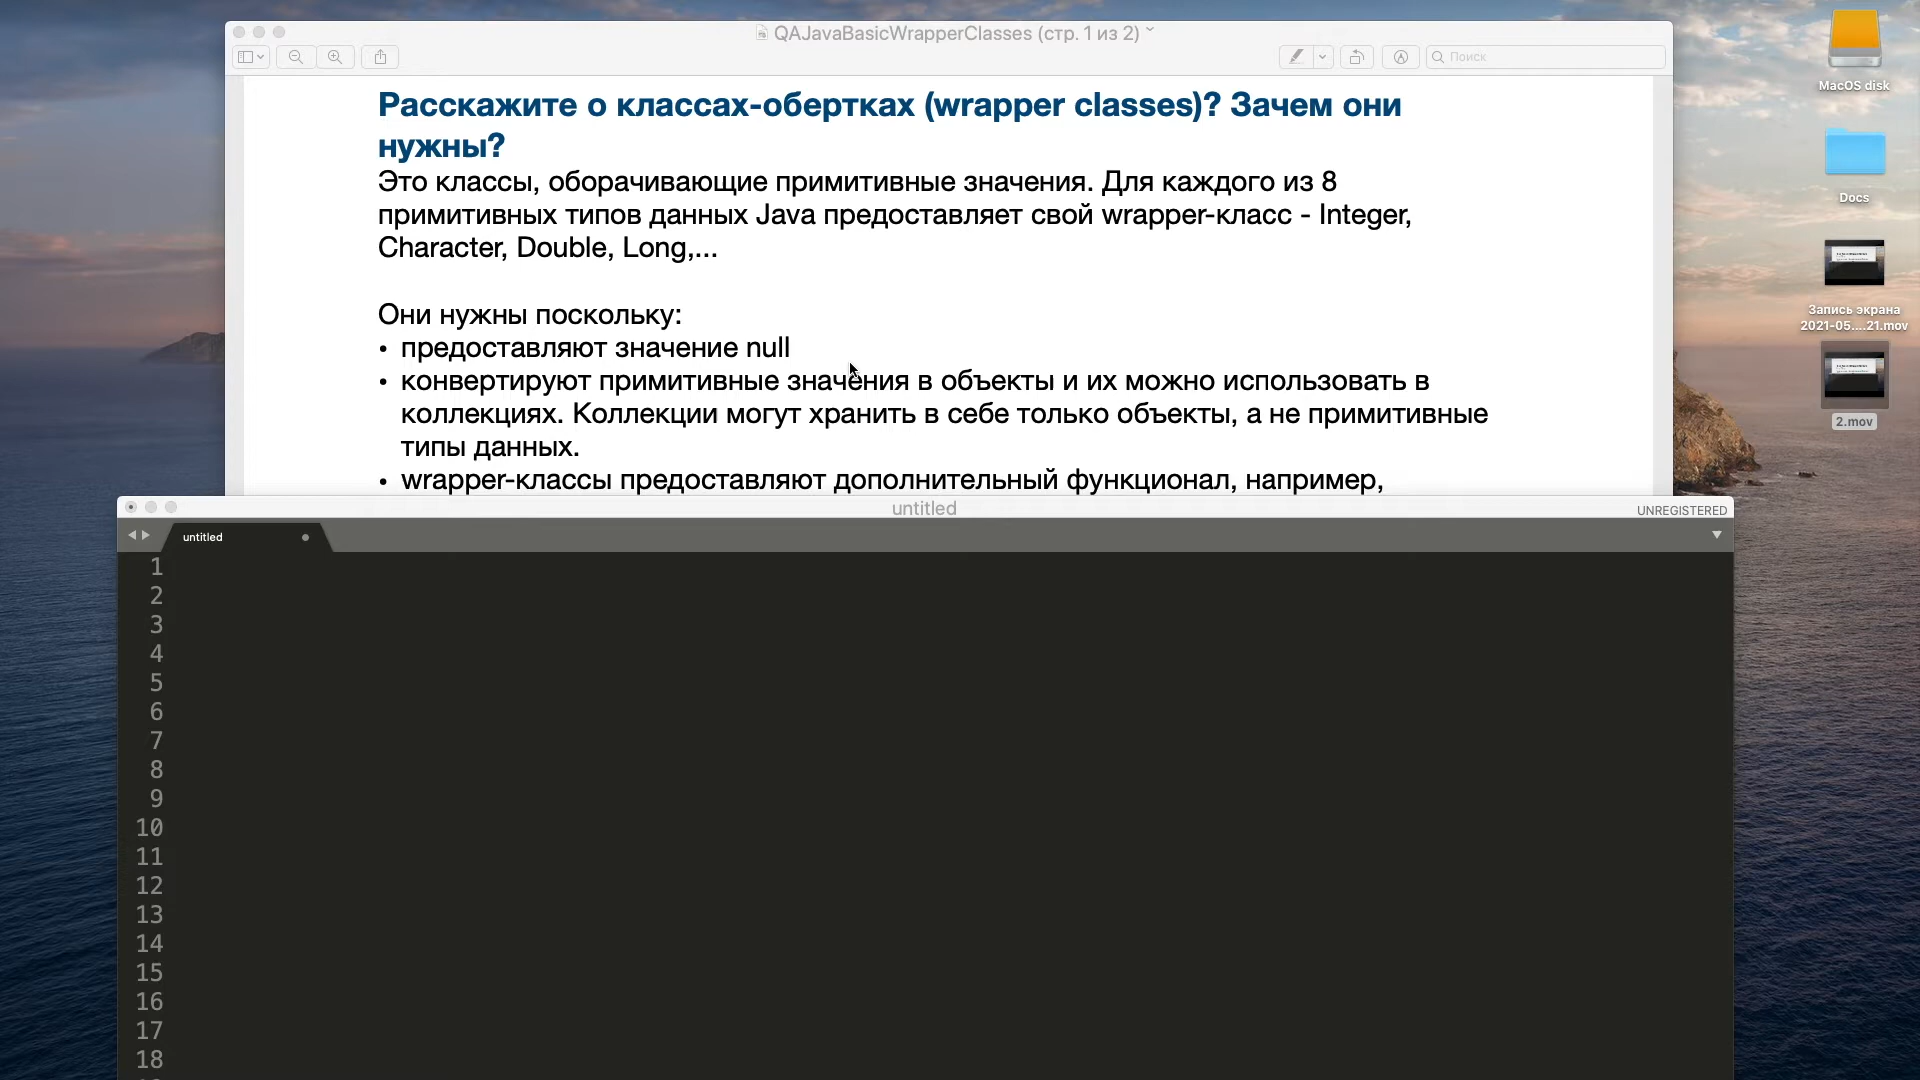 QAJavaBasicWrapperClasses (стр. 1 из 2)
Поиск
Расскажите о классах-обертках (wrapper classes)? Зачем они
нужны?
Это классы, оборачивающие примитивные значения. Для каждого из 8
примитивных типов данных Java предоставляет свой wrapper-класс - Integer,
Character, Double, Long,...
Они нужны поскольку:
• предоставляют значение null
• конвертируют примитивные значения в объекты и их можно использовать в
коллекциях. Коллекции могут хранить в себе только объекты, а не примитивные
типы данных.
• wrapper-классы предоставляют дополнительный функционал, например,
MacOS disk
Docs
Запись экрана
2021-05....21.mov
2.mov
untitled
UNREGISTERED
untitled
1
2
3
4
5
6
7
8
9
10
11
12
13
14
15
16
17
18